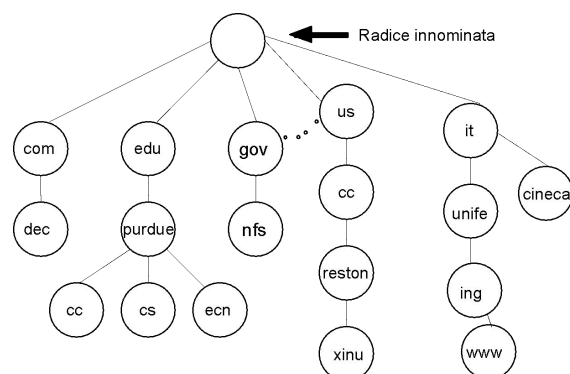 Radice innominata
us
com
edu
gov
it
cc
cineca
dec
purdue
nfs
unife
reston
cc
cs
ecn
ing
xinu
www